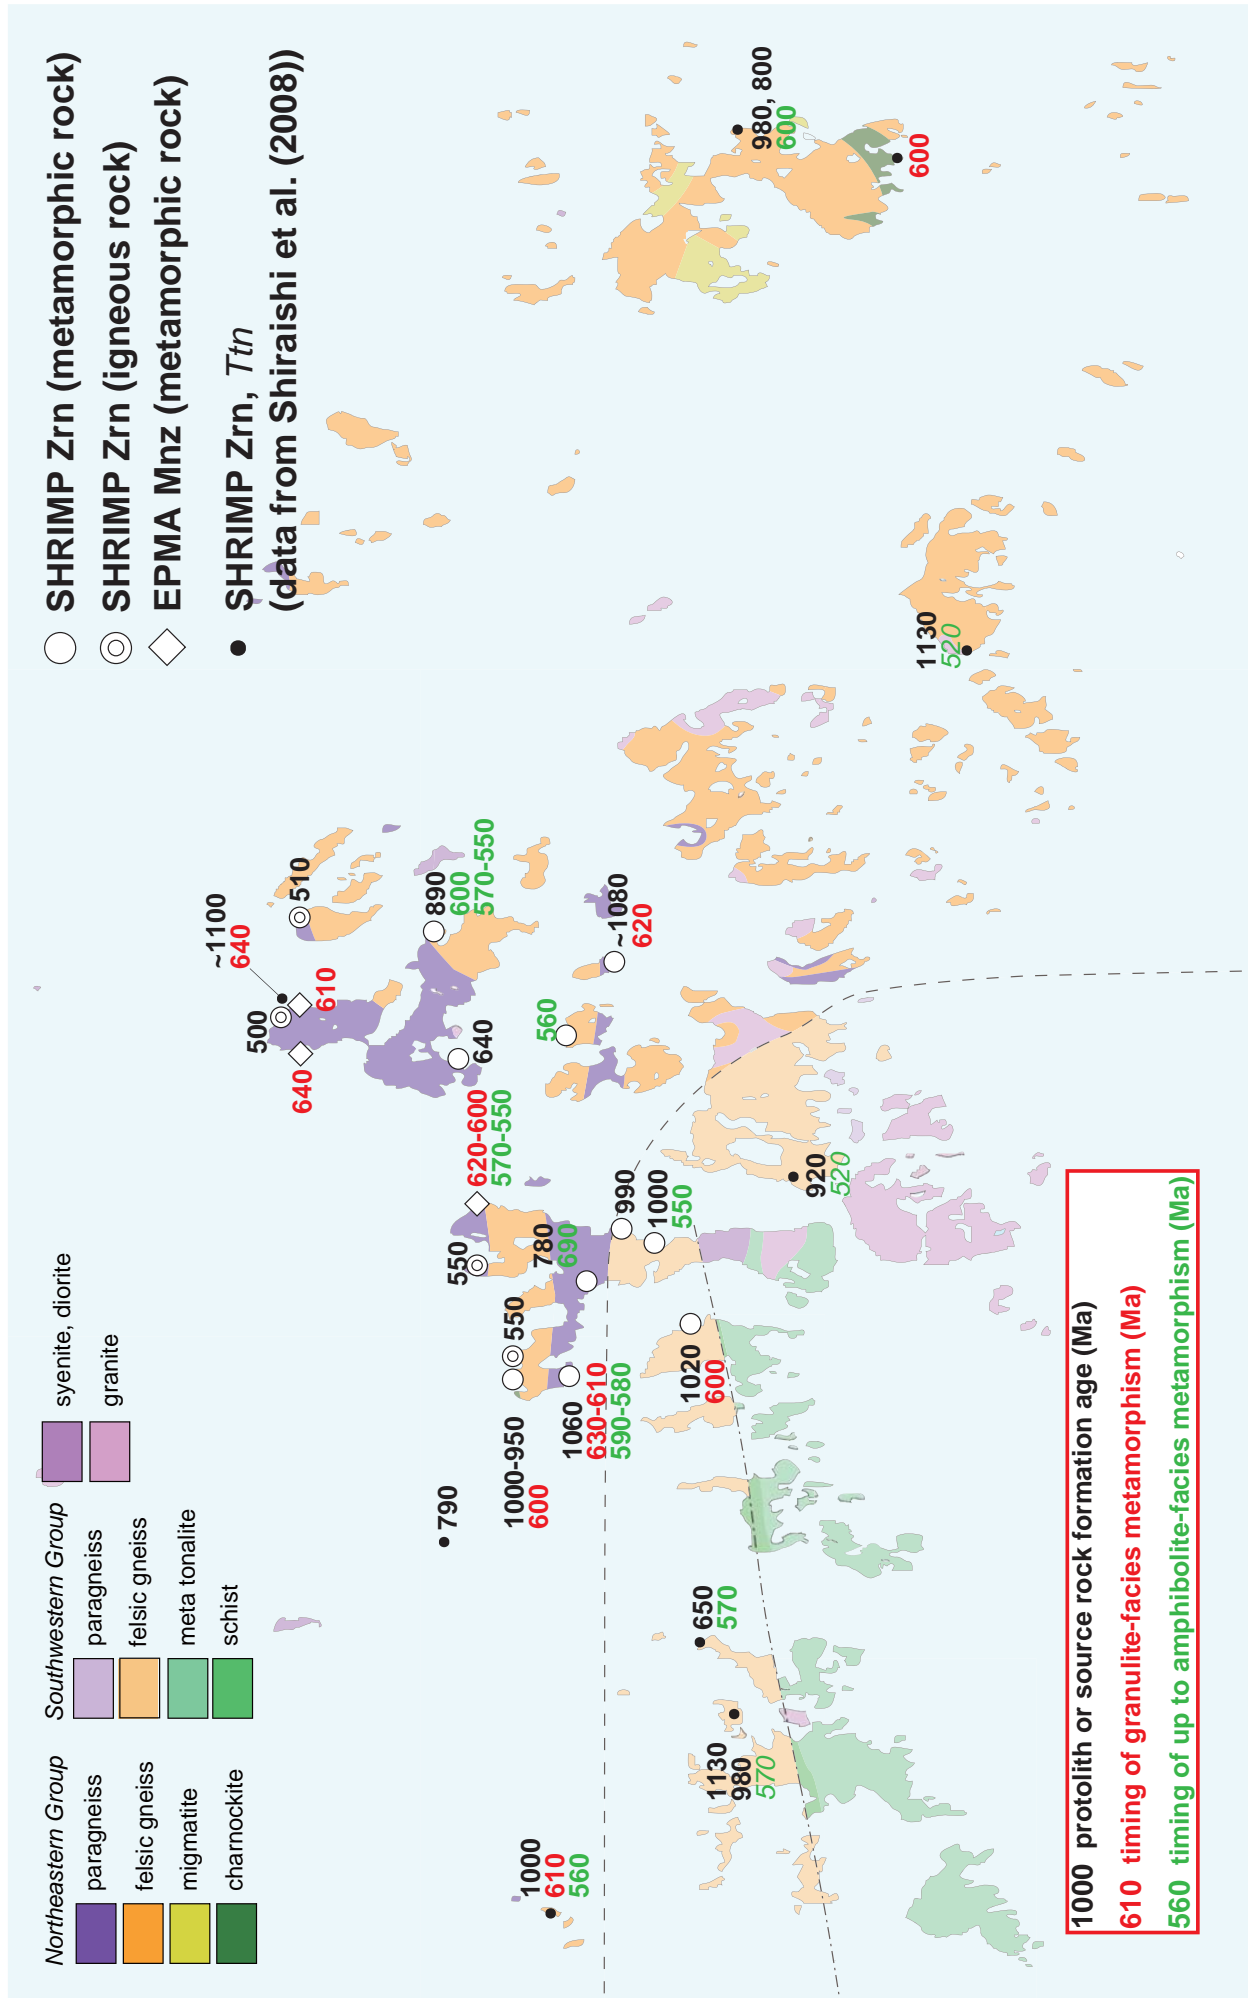 Northeastern Group
paragneiss
felsic gneiss
migmatite
charnockite
Southwestern Group
paragneiss
felsic gneiss
meta tonalite
schist
syenite, diorite
granite
SHRIMP Zrn (metamorphic rock)
SHRIMP Zrn (igneous rock)
EPMA Mnz (metamorphic rock)
SHRIMP Zrn, Ttn
(data from Shiraishi et al. (2008))
~1100
640
500
510
610
640
890
600
570-550
640
620-600
570-550
550
560
~1080
620
780
690
550
990
1000
550
1000-950
600
1060
630-610
590-580
790
1020
600
920
520
650
570
1130
980
570
1000
610
560
1130
520
980, 800
600
600
1000 protolith or source rock formation age (Ma)
610 timing of granulite-facies metamorphism (Ma)
560 timing of up to amphibolite-facies metamorphism (Ma)